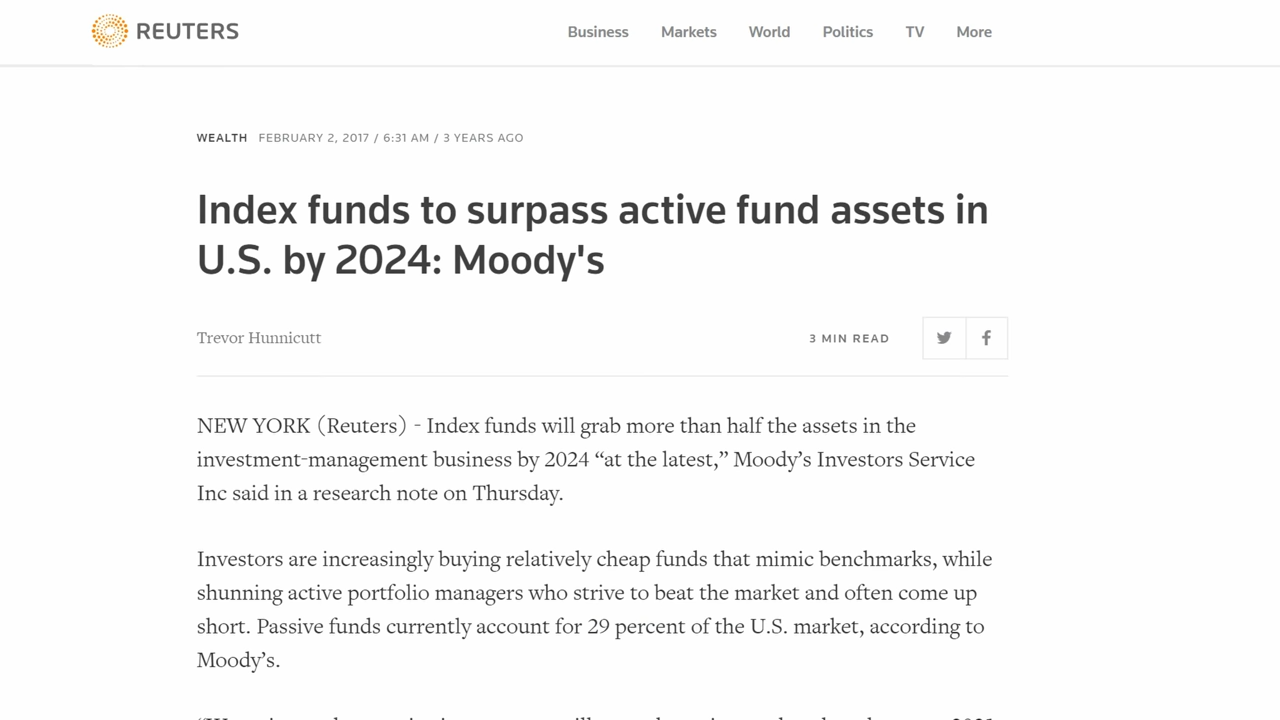 REUTERS
Business Markets World Politics TV More
WEALTH FEBRUARY 2, 2017 / 6:31 AM / 3 YEARS AGO
Index funds to surpass active fund assets in
U.S. by 2024: Moody's
Trevor Hunnicutt
3 MIN READ
NEW YORK (Reuters) - Index funds will grab more than half the assets in the
investment-management business by 2024 “at the latest,” Moody’s Investors Service
Inc said in a research note on Thursday.
Investors are increasingly buying relatively cheap funds that mimic benchmarks, while
shunning active portfolio managers who strive to beat the market and often come up
short. Passive funds currently account for 29 percent of the U.S. market, according to
Moody’s.